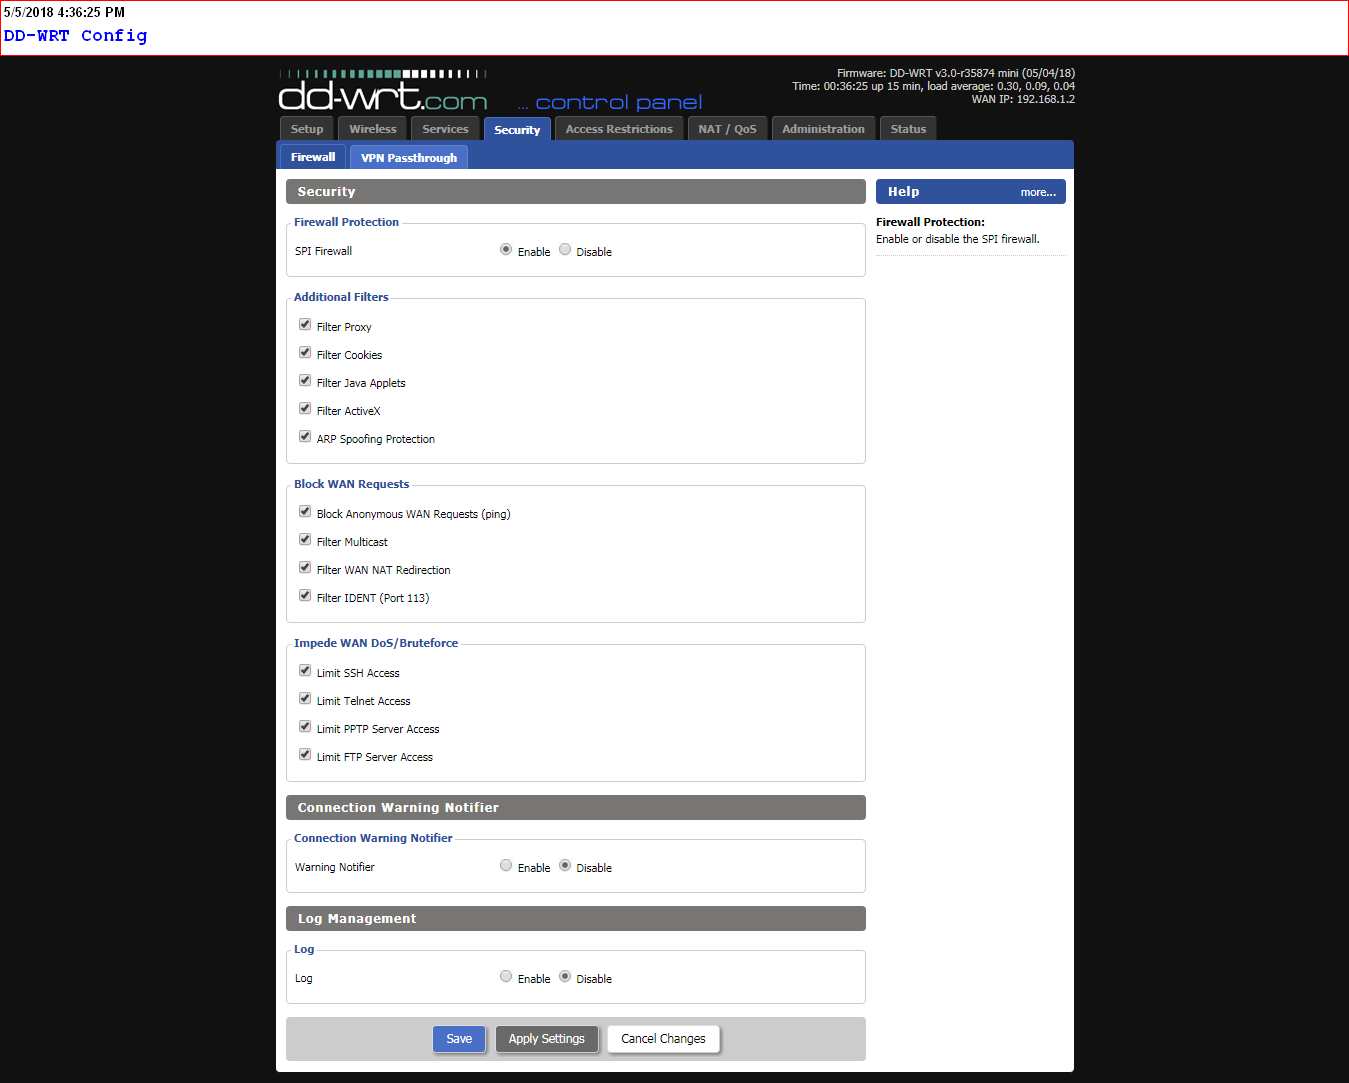 5/5/2018 4:36:25 PM
DD-WRT Config
dd-wrt.com ... control panel
Firmware: DD-WRT v3.0-r35874 mini (05/04/18)
Time: 00:36:25 up 15 min, load average: 0.30, 0.09, 0.04
WAN IP: 192.168.1.2
Setup Wireless Services Security Access Restrictions NAT / QoS Administration Status
Firewall VPN Passthrough
Security
Firewall Protection
SPI Firewall Enable Disable
Additional Filters
Filter Proxy
Filter Cookies
Filter Java Applets
Filter ActiveX
ARP Spoofing Protection
Block WAN Requests
Block Anonymous WAN Requests (ping)
Filter Multicast
Filter WAN NAT Redirection
Filter IDENT (Port 113)
Impede WAN DoS/Bruteforce
Limit SSH Access
Limit Telnet Access
Limit PPTP Server Access
Limit FTP Server Access
Connection Warning Notifier
Connection Warning Notifier
Warning Notifier Enable Disable
Log Management
Log
Log Enable Disable
Save Apply Settings Cancel Changes
Help more...
Firewall Protection:
Enable or disable the SPI firewall.